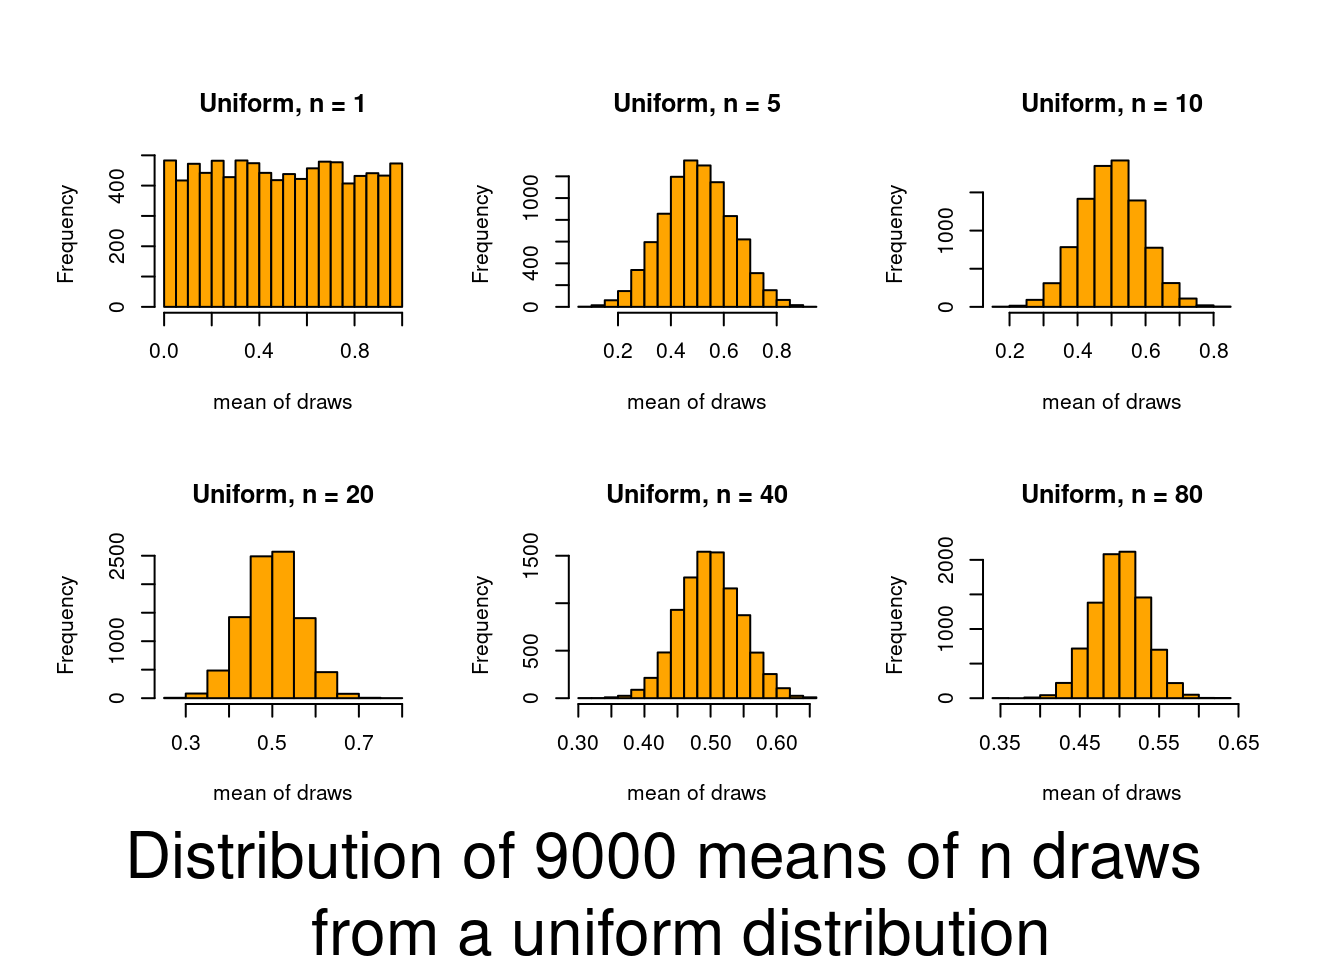 Uniform, n = 1
Frequency
0 200 400
0.0 0.4 0.8
mean of draws
Uniform, n = 5
Frequency
0 400 1000
0.2 0.4 0.6 0.8
mean of draws
Uniform, n = 10
Frequency
0 1000
0.2 0.4 0.6 0.8
mean of draws
Uniform, n = 20
Frequency
0 1000 2500
0.3 0.5 0.7
mean of draws
Uniform, n = 40
Frequency
0 500 1500
0.30 0.40 0.50 0.60
mean of draws
Uniform, n = 80
Frequency
0 1000 2000
0.35 0.45 0.55 0.65
mean of draws
Distribution of 9000 means of n draws
from a uniform distribution